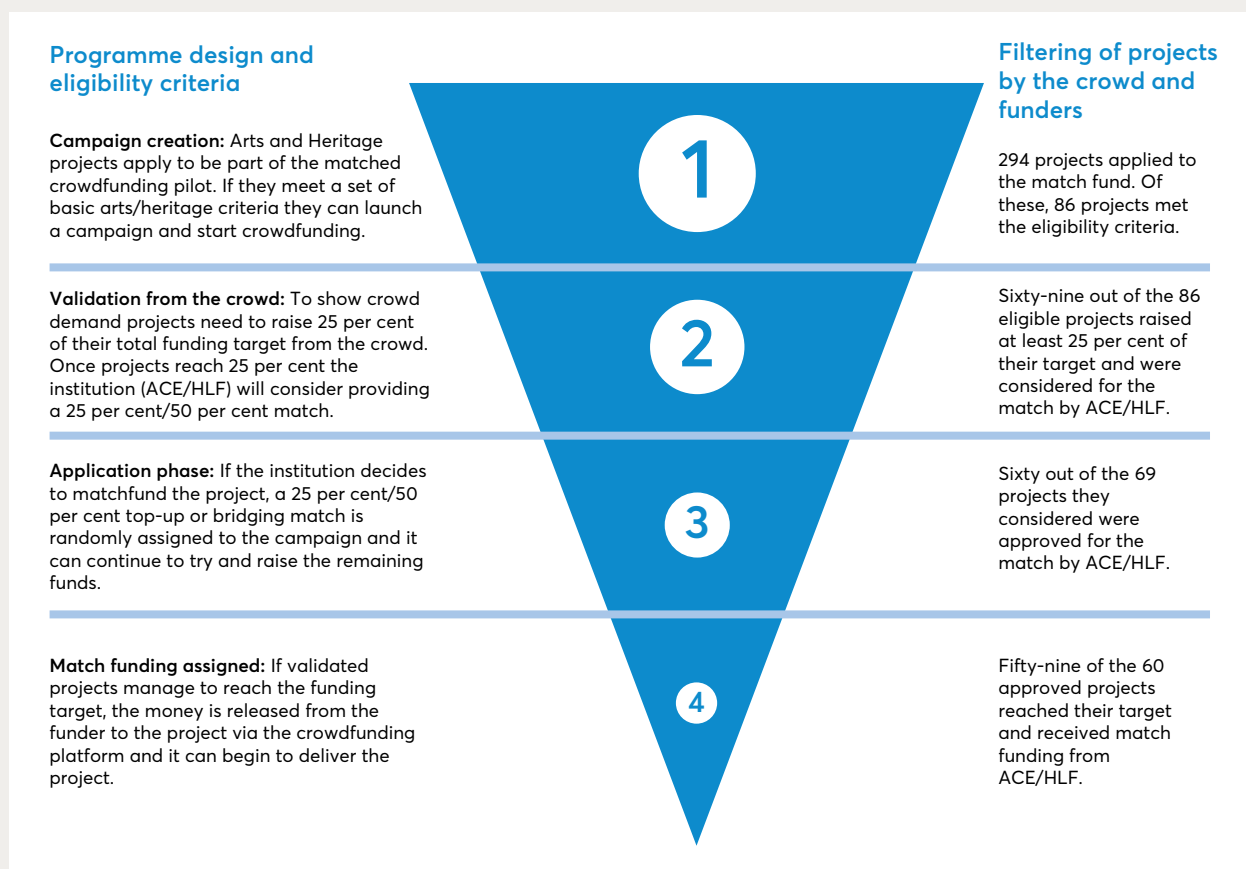 Programme design and
eligibility criteria
Filtering of projects
by the crowd and
funders
Campaign creation: Arts and Heritage
projects apply to be part of the matched
crowdfunding pilot. If they meet a set of
basic arts/heritage criteria they can launch
a campaign and start crowdfunding.
1
294 projects applied to
the match fund. Of
these, 86 projects met
the eligibility criteria.
Validation from the crowd: To show crowd
demand projects need to raise 25 per cent
of their total funding target from the crowd.
Once projects reach 25 per cent the
institution (ACE/HLF) will consider providing
a 25 per cent/50 per cent match.
2
Sixty-nine out of the 86
eligible projects raised
at least 25 per cent of
their target and were
considered for the
match by ACE/HLF.
Application phase: If the institution decides
to matchfund the project, a 25 per cent/50
per cent top-up or bridging match is
randomly assigned to the campaign and it
can continue to try and raise the remaining
funds.
3
Sixty out of the 69
projects they
considered were
approved for the
match by ACE/HLF.
Match funding assigned: If validated
projects manage to reach the funding
target, the money is released from the
funder to the project via the crowdfunding
platform and it can begin to deliver the
project.
4
Fifty-nine of the 60
approved projects
reached their target
and received match
funding from
ACE/HLF.